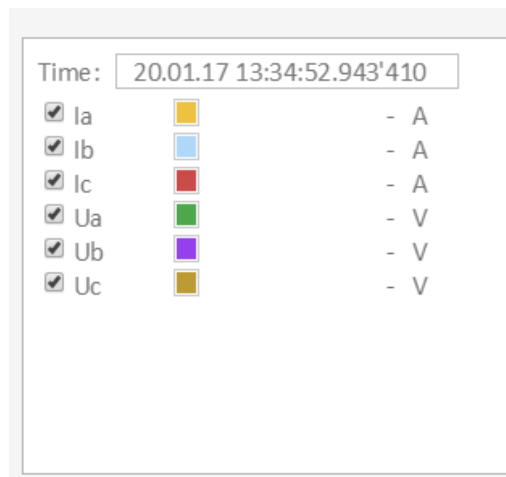 Time: 20.01.17 13:34:52.943'410
Ia - A
Ib - A
Ic - A
Ua - V
Ub - V
Uc - V